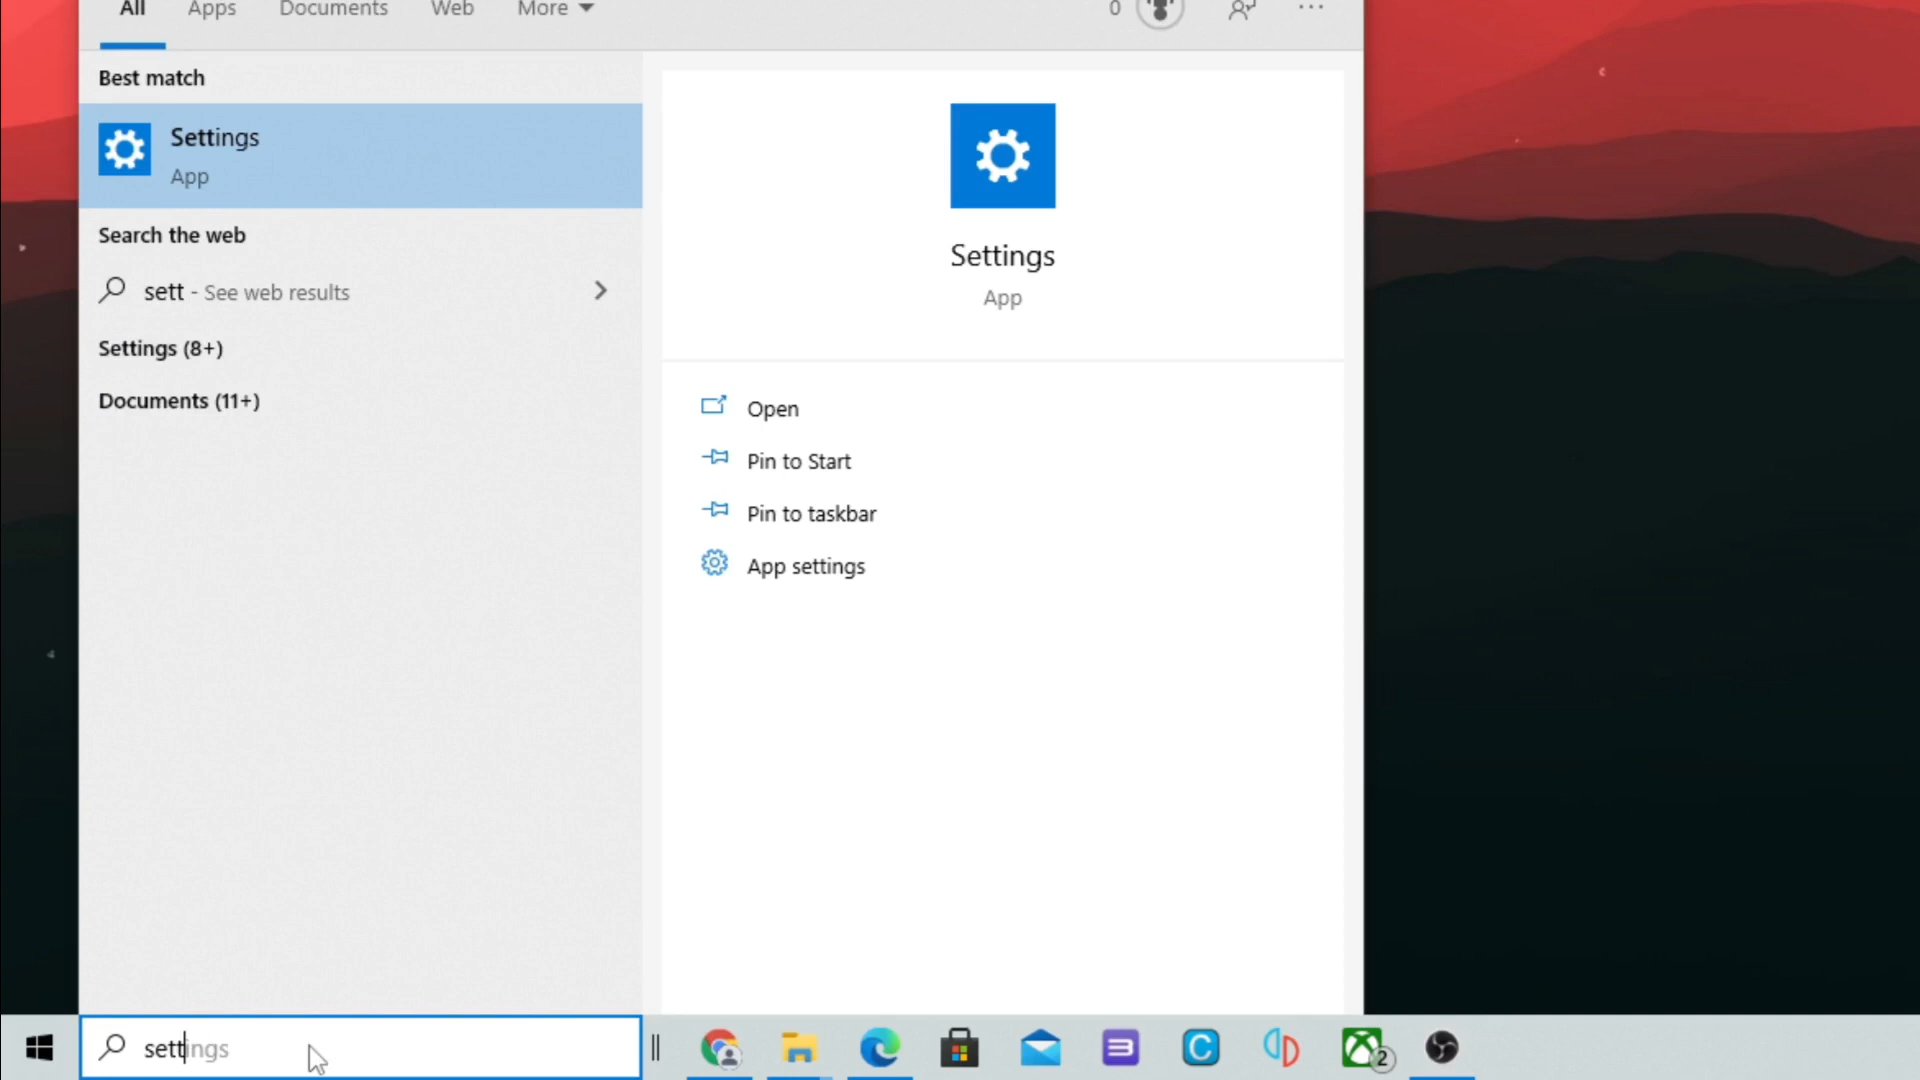 All Apps Documents Web More 0 ...
Best match
Settings
App
Search the web
sett - See web results
Settings (8+)
Documents (11+)
Settings
App
Open
Pin to Start
Pin to taskbar
App settings
settings
2